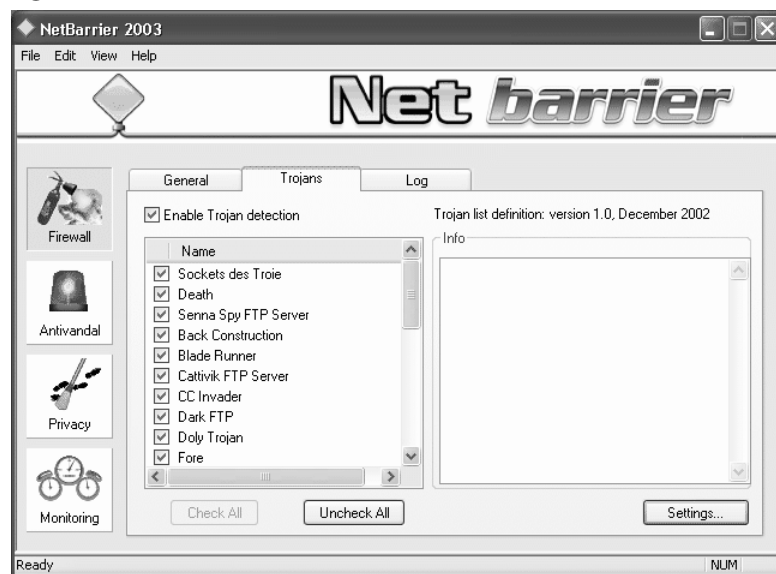 NetBarrier 2003
File Edit View Help
Net barrier
General Trojans Log
Enable Trojan detection
Trojan list definition: version 1.0, December 2002
Info
Name
Sockets des Troie
Death
Senna Spy FTP Server
Back Construction
Blade Runner
Cattivik FTP Server
CC Invader
Dark FTP
Doly Trojan
Fore
Check All
Uncheck All
Settings...
Firewall
Antivandal
Privacy
Monitoring
Ready
NUM